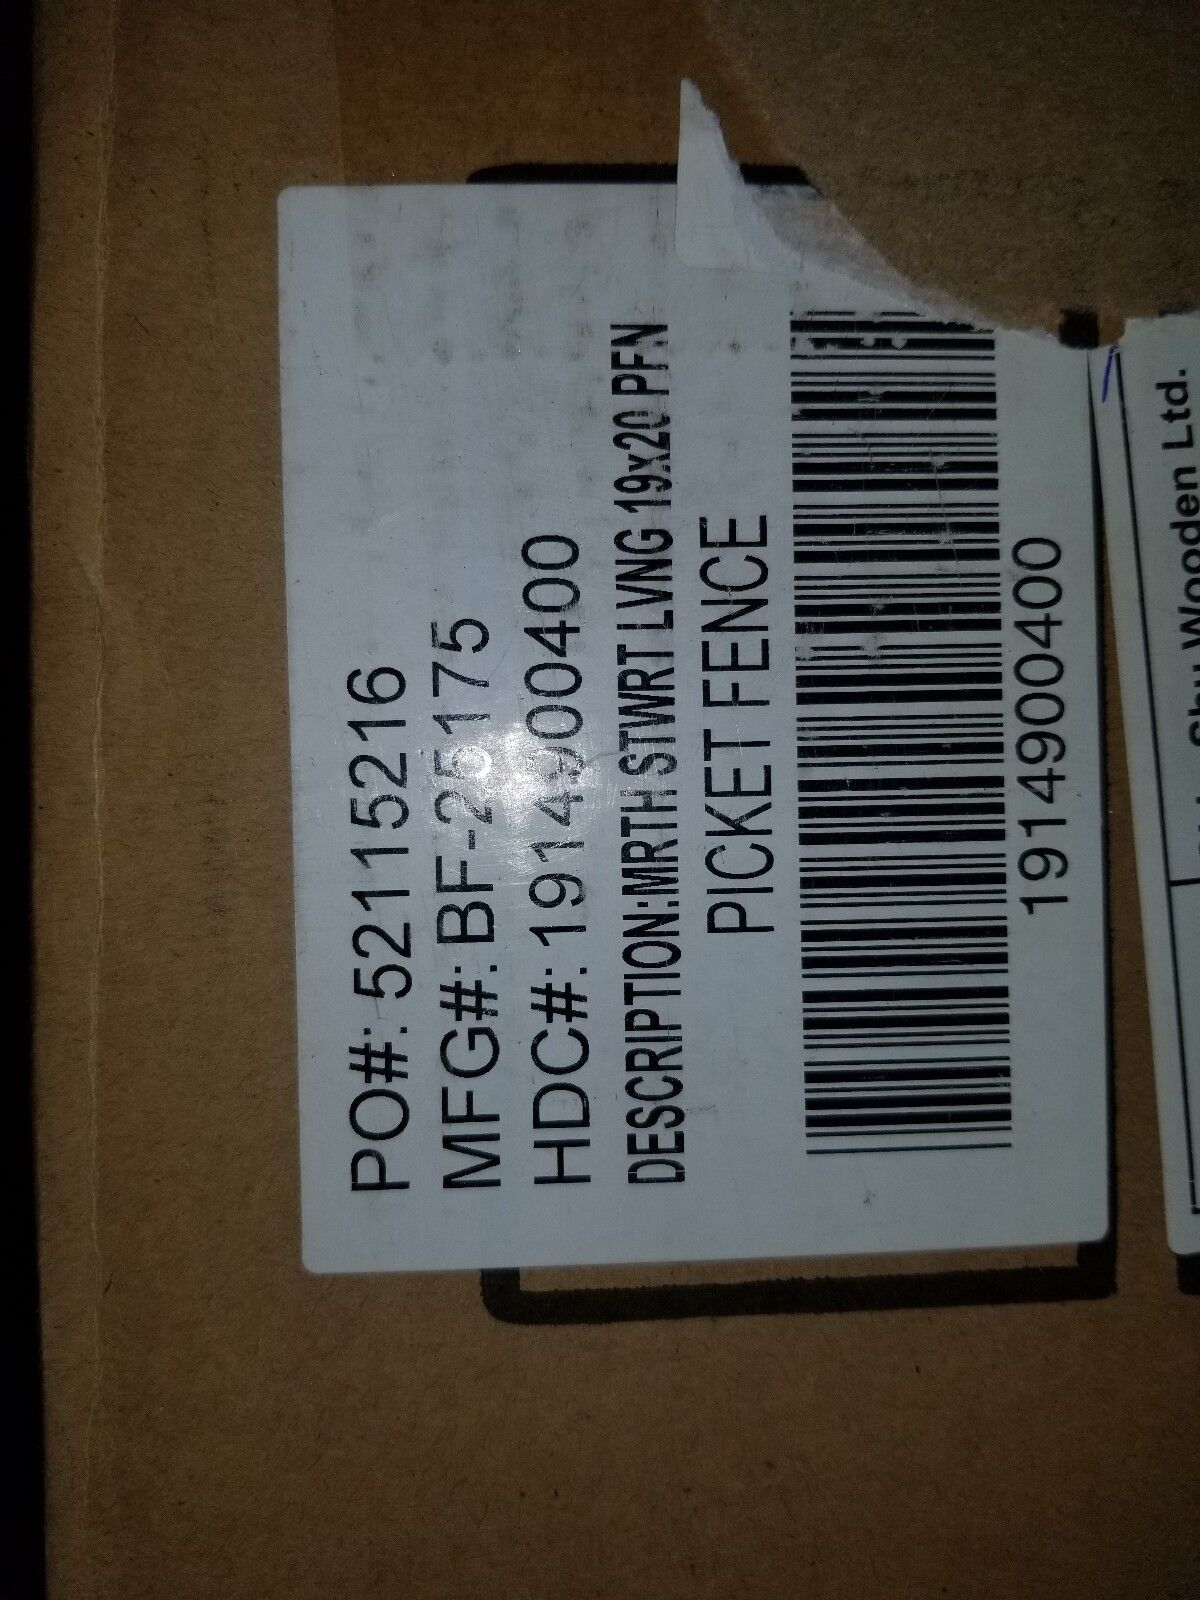 PO#: 52115216
MFG#: BF-25175
HDC#: 1914900400
DESCRIPTION:MRTH STWRT LVNG 19x20 PFN
PICKET FENCE
1914900400
Wooden Ltd.